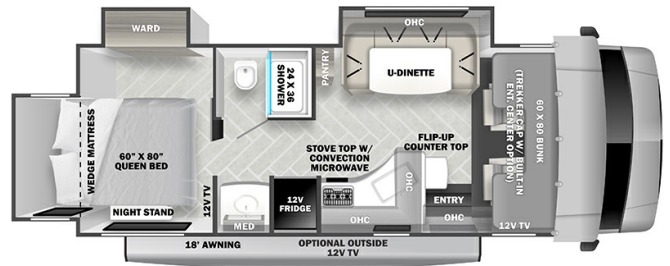 WARD
OHC
PANTRY
24 X 36
SHOWER
U-DINETTE
60 X 80 BUNK
(TREKKER CAP W/ BUILT-IN
ENT. CENTER OPTION)
WEDGE MATTRESS
60" X 80"
QUEEN BED
STOVE TOP W/
CONVECTION
MICROWAVE
FLIP-UP
COUNTER TOP
OHC
12V TV
NIGHT STAND
MED
12V
FRIDGE
OHC
ENTRY
OHC
12V TV
18' AWNING
OPTIONAL OUTSIDE
12V TV